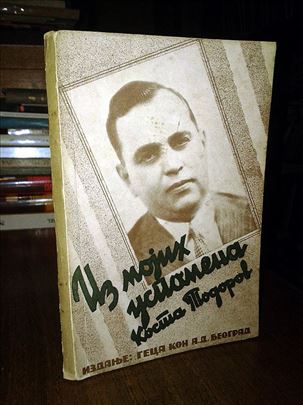 Из мојих
успомена
Коста Тодоров
ИЗДАЊЕ: ГЕЦА КОН А.Д. БЕОГРАД